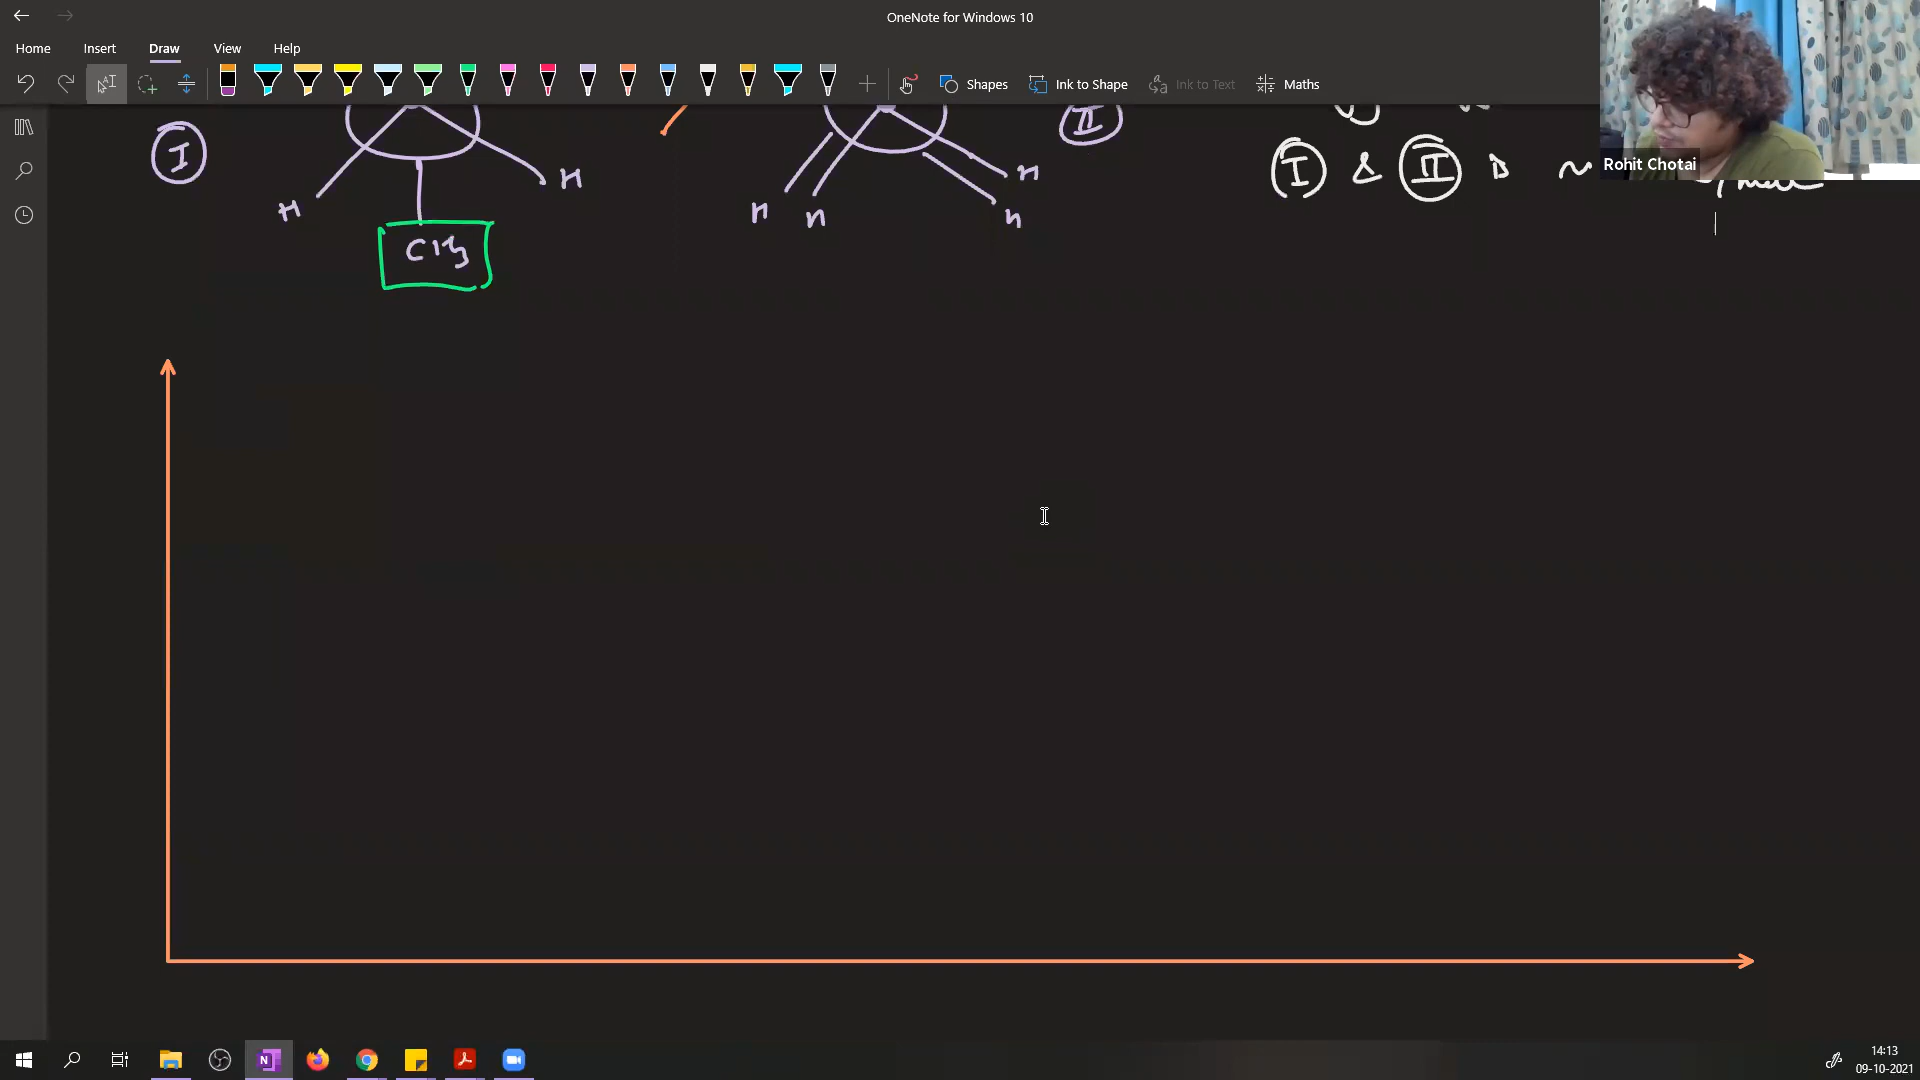 OneNote for Windows 10
Home Insert Draw View Help
Shapes Ink to Shape Ink to Text Maths
Rohit Chotai
I
H
H
CH3
II
H H
H
H
I & II is ~
14:13
09-10-2021